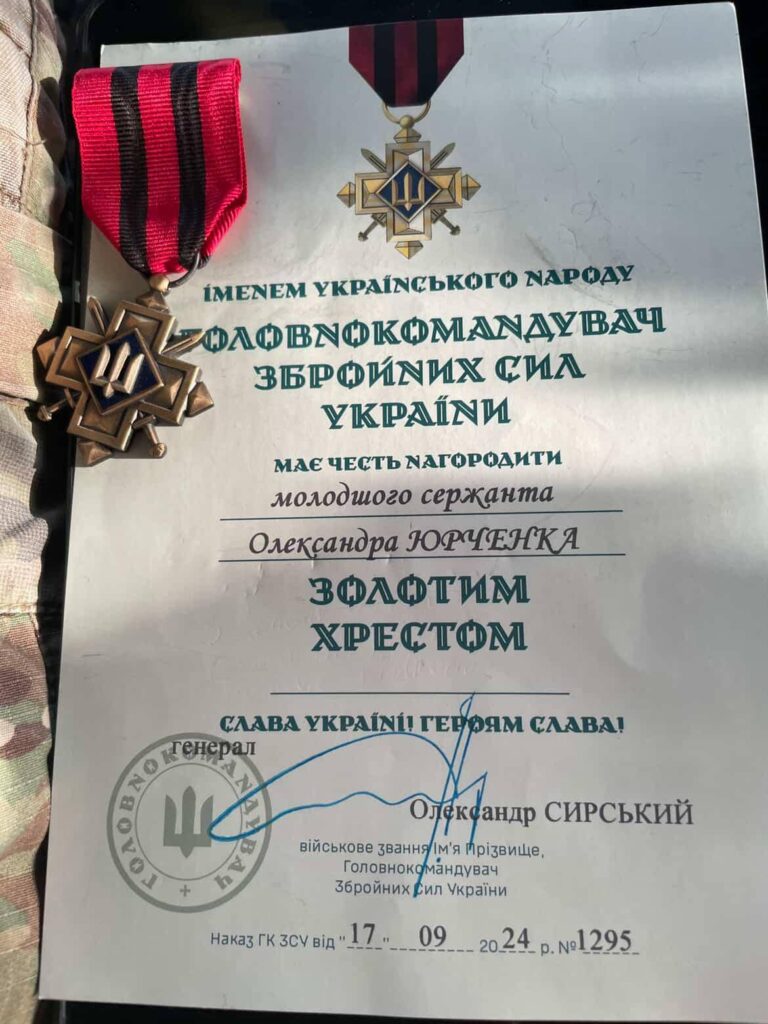 ІМЕНЕМ УКРАЇНСЬКОГО НАРОДУ
ГОЛОВНОКОМАНДУВАЧ
ЗБРОЙНИХ СИЛ
УКРАЇНИ
МАЄ ЧЕСТЬ НАГОРОДИТИ
молодшого сержанта
Олександра ЮРЧЕНКА
ЗОЛОТИМ
ХРЕСТОМ
СЛАВА УКРАЇНІ! ГЕРОЯМ СЛАВА!
генерал
ГОЛОВНОКОМАНДУВАЧ
Олександр СИРСЬКИЙ
військове звання Ім'я Прізвище,
Головнокомандувач
Збройних Сил України
Наказ ГК ЗСУ від "17" 09 2024 р. №1295